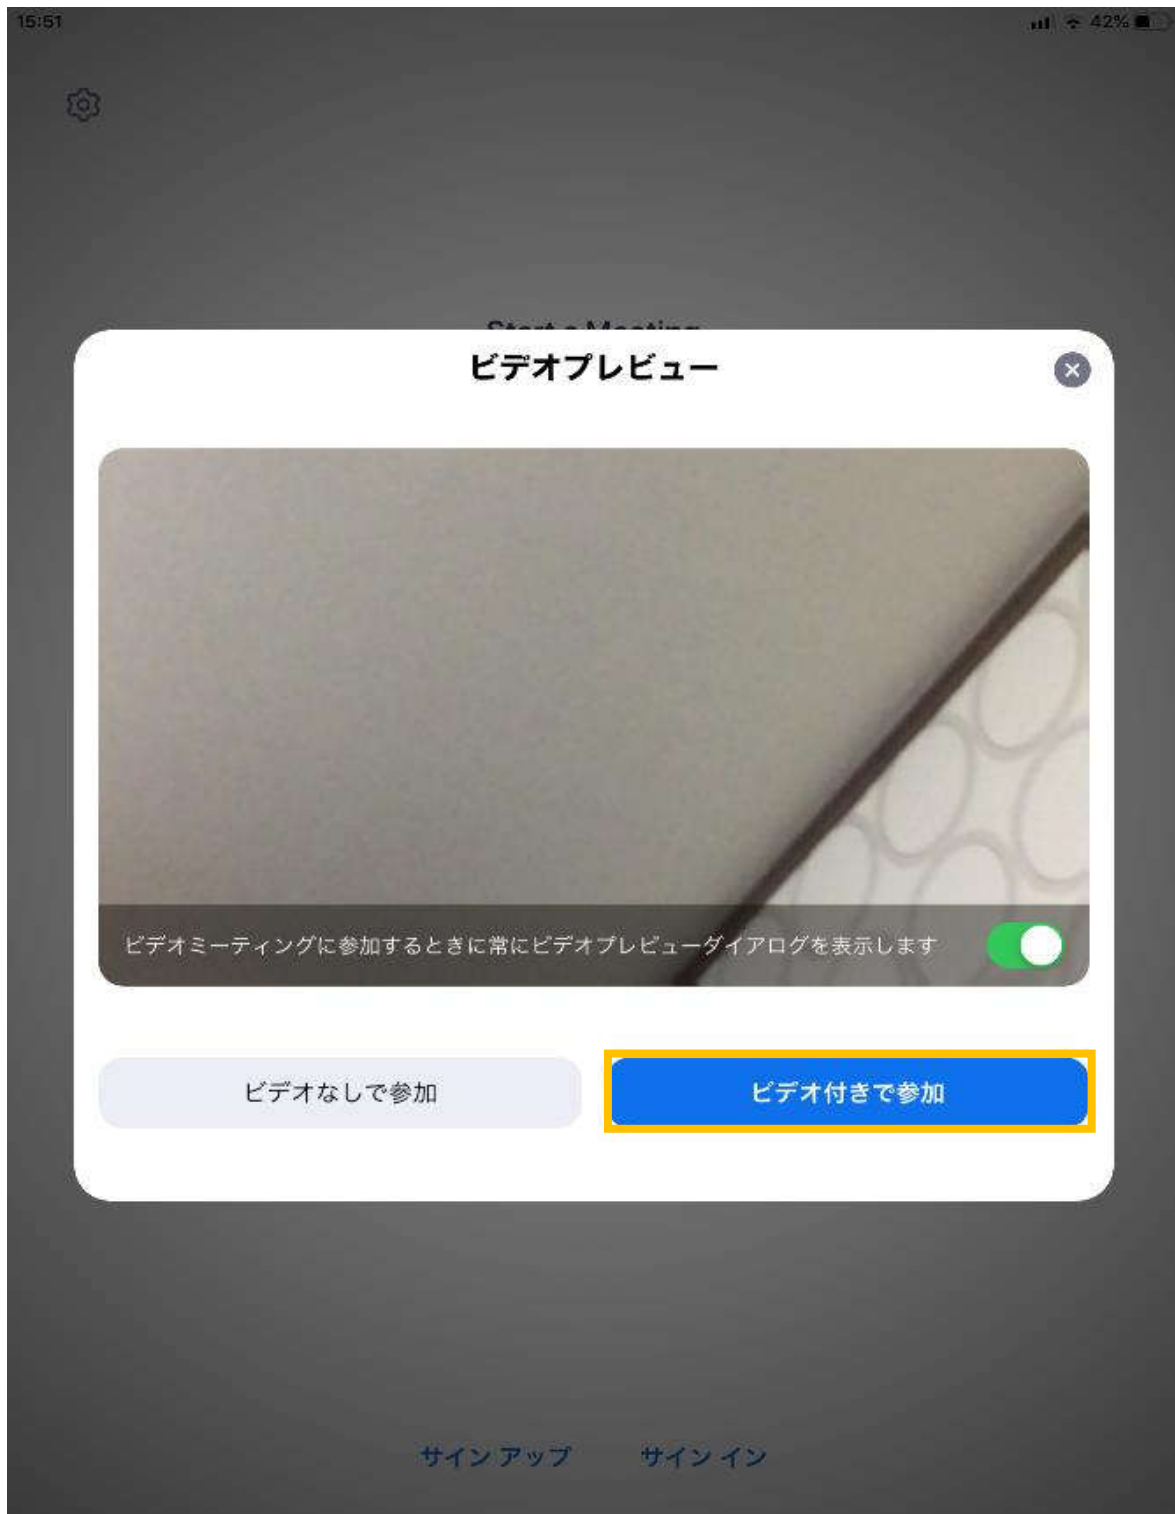 15:51
42%
Start a Meeting
ビデオプレビュー
ビデオミーティングに参加するときに常にビデオプレビューダイアログを表示します
ビデオなしで参加
ビデオ付きで参加
サイン アップ
サイン イン